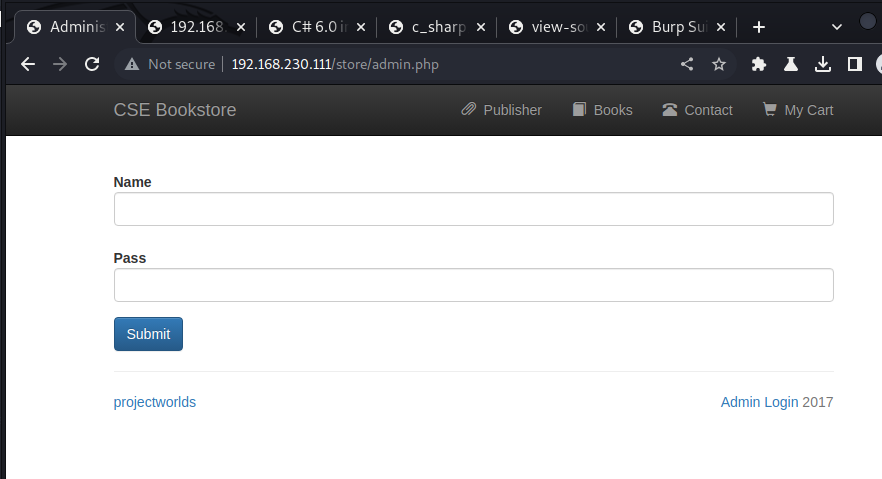 Adminis 192.168 C# 6.0 i c_sharp view-sou Burp Sui
Not secure 192.168.230.111/store/admin.php
CSE Bookstore Publisher Books Contact My Cart
Name
Pass
Submit
projectworlds Admin Login 2017